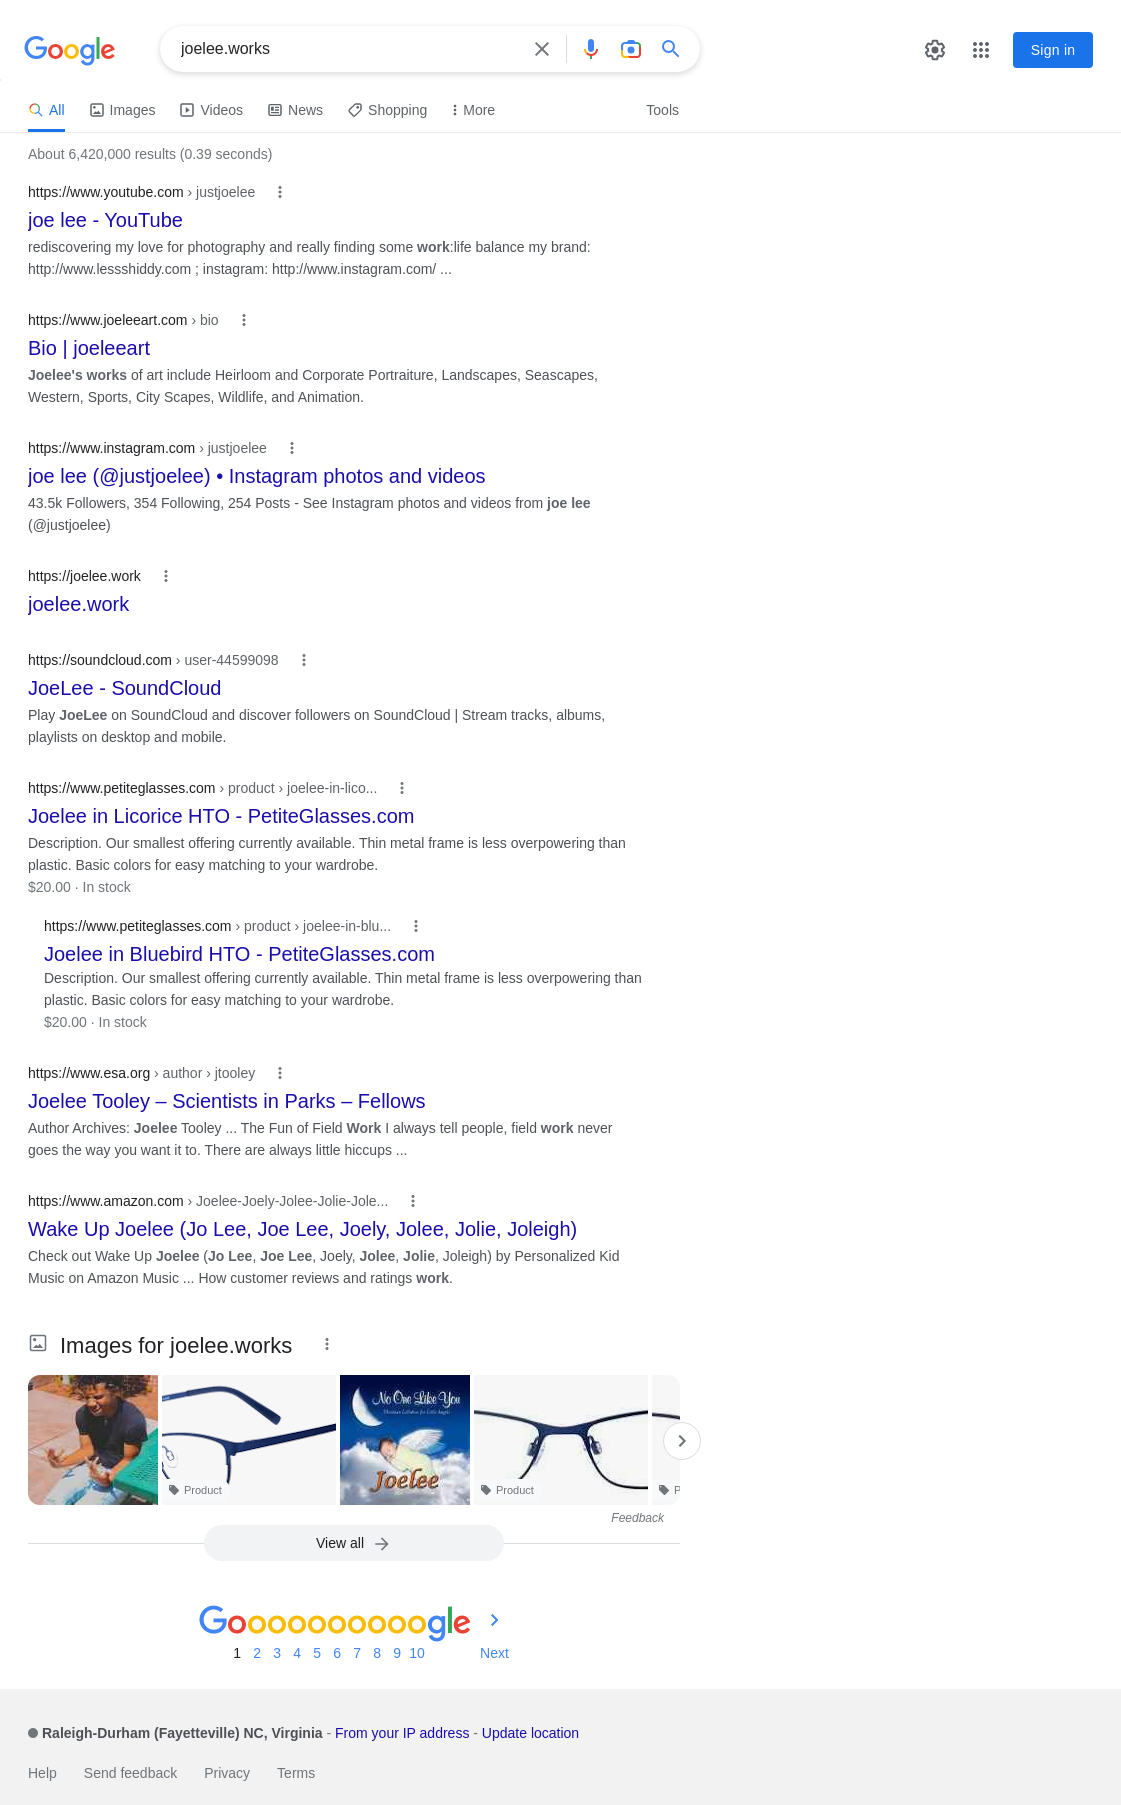 Google
joelee.works
Sign in
All
Images
Videos
News
Shopping
More
Tools
About 6,420,000 results (0.39 seconds)
https://www.youtube.com › justjoelee
joe lee - YouTube
rediscovering my love for photography and really finding some work:life balance my brand:
http://www.lessshiddy.com ; instagram: http://www.instagram.com/ ...
https://www.joeleeart.com › bio
Bio | joeleeart
Joelee's works of art include Heirloom and Corporate Portraiture, Landscapes, Seascapes,
Western, Sports, City Scapes, Wildlife, and Animation.
https://www.instagram.com › justjoelee
joe lee (@justjoelee) • Instagram photos and videos
43.5k Followers, 354 Following, 254 Posts - See Instagram photos and videos from joe lee
(@justjoelee)
https://joelee.work
joelee.work
https://soundcloud.com › user-44599098
JoeLee - SoundCloud
Play JoeLee on SoundCloud and discover followers on SoundCloud | Stream tracks, albums,
playlists on desktop and mobile.
https://www.petiteglasses.com › product › joelee-in-lico...
Joelee in Licorice HTO - PetiteGlasses.com
Description. Our smallest offering currently available. Thin metal frame is less overpowering than
plastic. Basic colors for easy matching to your wardrobe.
$20.00 · In stock
https://www.petiteglasses.com › product › joelee-in-blu...
Joelee in Bluebird HTO - PetiteGlasses.com
Description. Our smallest offering currently available. Thin metal frame is less overpowering than
plastic. Basic colors for easy matching to your wardrobe.
$20.00 · In stock
https://www.esa.org › author › jtooley
Joelee Tooley – Scientists in Parks – Fellows
Author Archives: Joelee Tooley ... The Fun of Field Work I always tell people, field work never
goes the way you want it to. There are always little hiccups ...
https://www.amazon.com › Joelee-Joely-Jolee-Jolie-Jole...
Wake Up Joelee (Jo Lee, Joe Lee, Joely, Jolee, Jolie, Joleigh)
Check out Wake Up Joelee (Jo Lee, Joe Lee, Joely, Jolee, Jolie, Joleigh) by Personalized Kid
Music on Amazon Music ... How customer reviews and ratings work.
Images for joelee.works
No One Like You
Christian Lullabies for Little Angels
Joelee
Product
Product
P
Feedback
View all
Goooooooooogle
1 2 3 4 5 6 7 8 9 10 Next
Raleigh-Durham (Fayetteville) NC, Virginia - From your IP address - Update location
Help Send feedback Privacy Terms